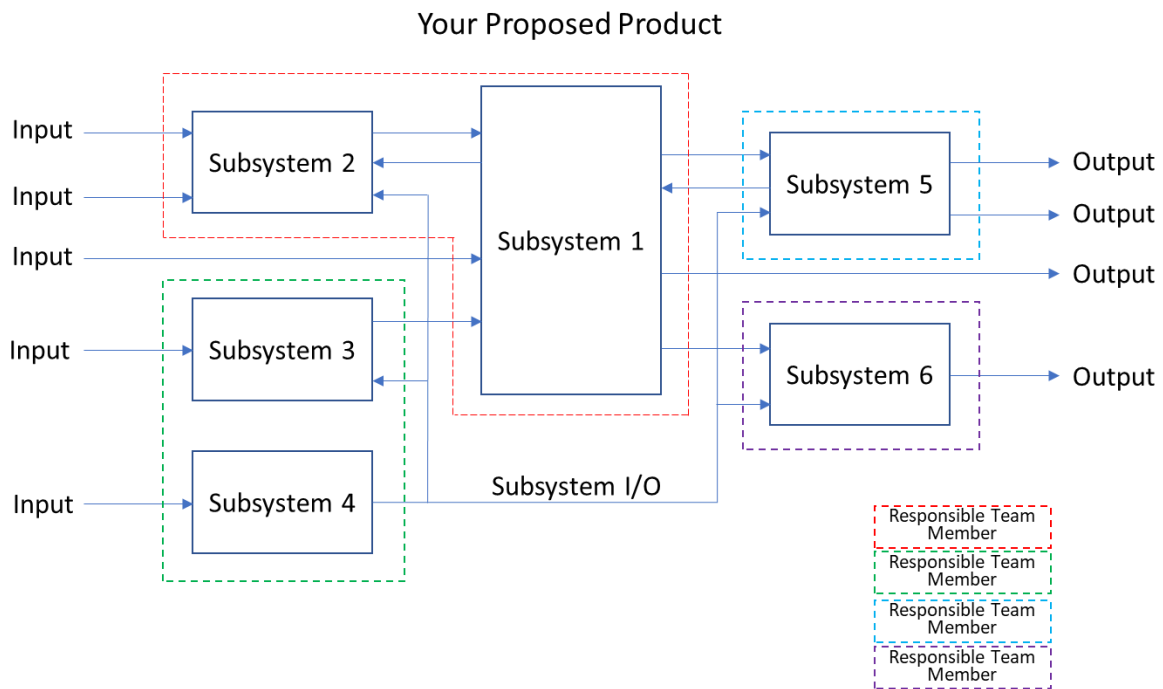 Your Proposed Product
Input
Input
Input
Input
Input
Subsystem 2
Subsystem 3
Subsystem 4
Subsystem 1
Subsystem I/O
Subsystem 5
Subsystem 6
Output
Output
Output
Output
Responsible Team
Member
Responsible Team
Member
Responsible Team
Member
Responsible Team
Member